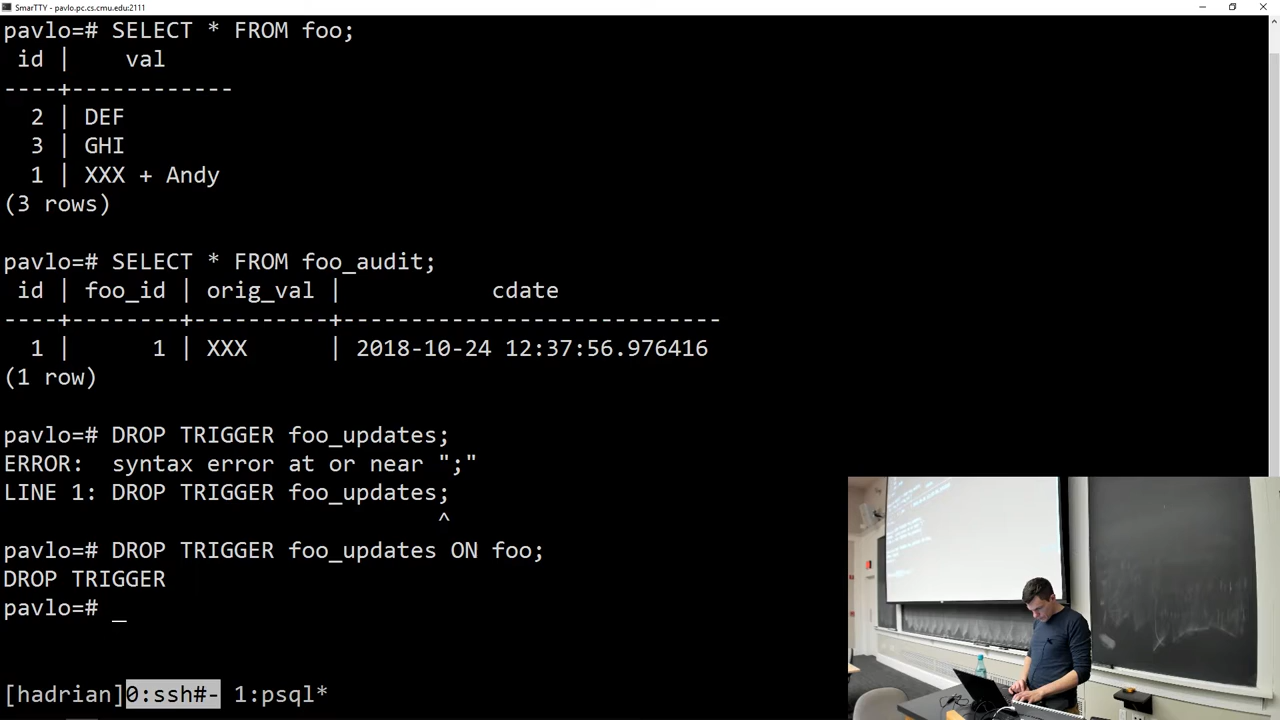 SmarTTY - pavlo.pc.cs.cmu.edu:2111
pavlo=# SELECT * FROM foo;
 id |    val
----+------------
  2 | DEF
  3 | GHI
  1 | XXX + Andy
(3 rows)
pavlo=# SELECT * FROM foo_audit;
 id | foo_id | orig_val |           cdate
----+--------+----------+----------------------------
  1 |      1 | XXX      | 2018-10-24 12:37:56.976416
(1 row)
pavlo=# DROP TRIGGER foo_updates;
ERROR:  syntax error at or near ";"
LINE 1: DROP TRIGGER foo_updates;
                                ^
pavlo=# DROP TRIGGER foo_updates ON foo;
DROP TRIGGER
pavlo=# _
[hadrian]0:ssh#- 1:psql*